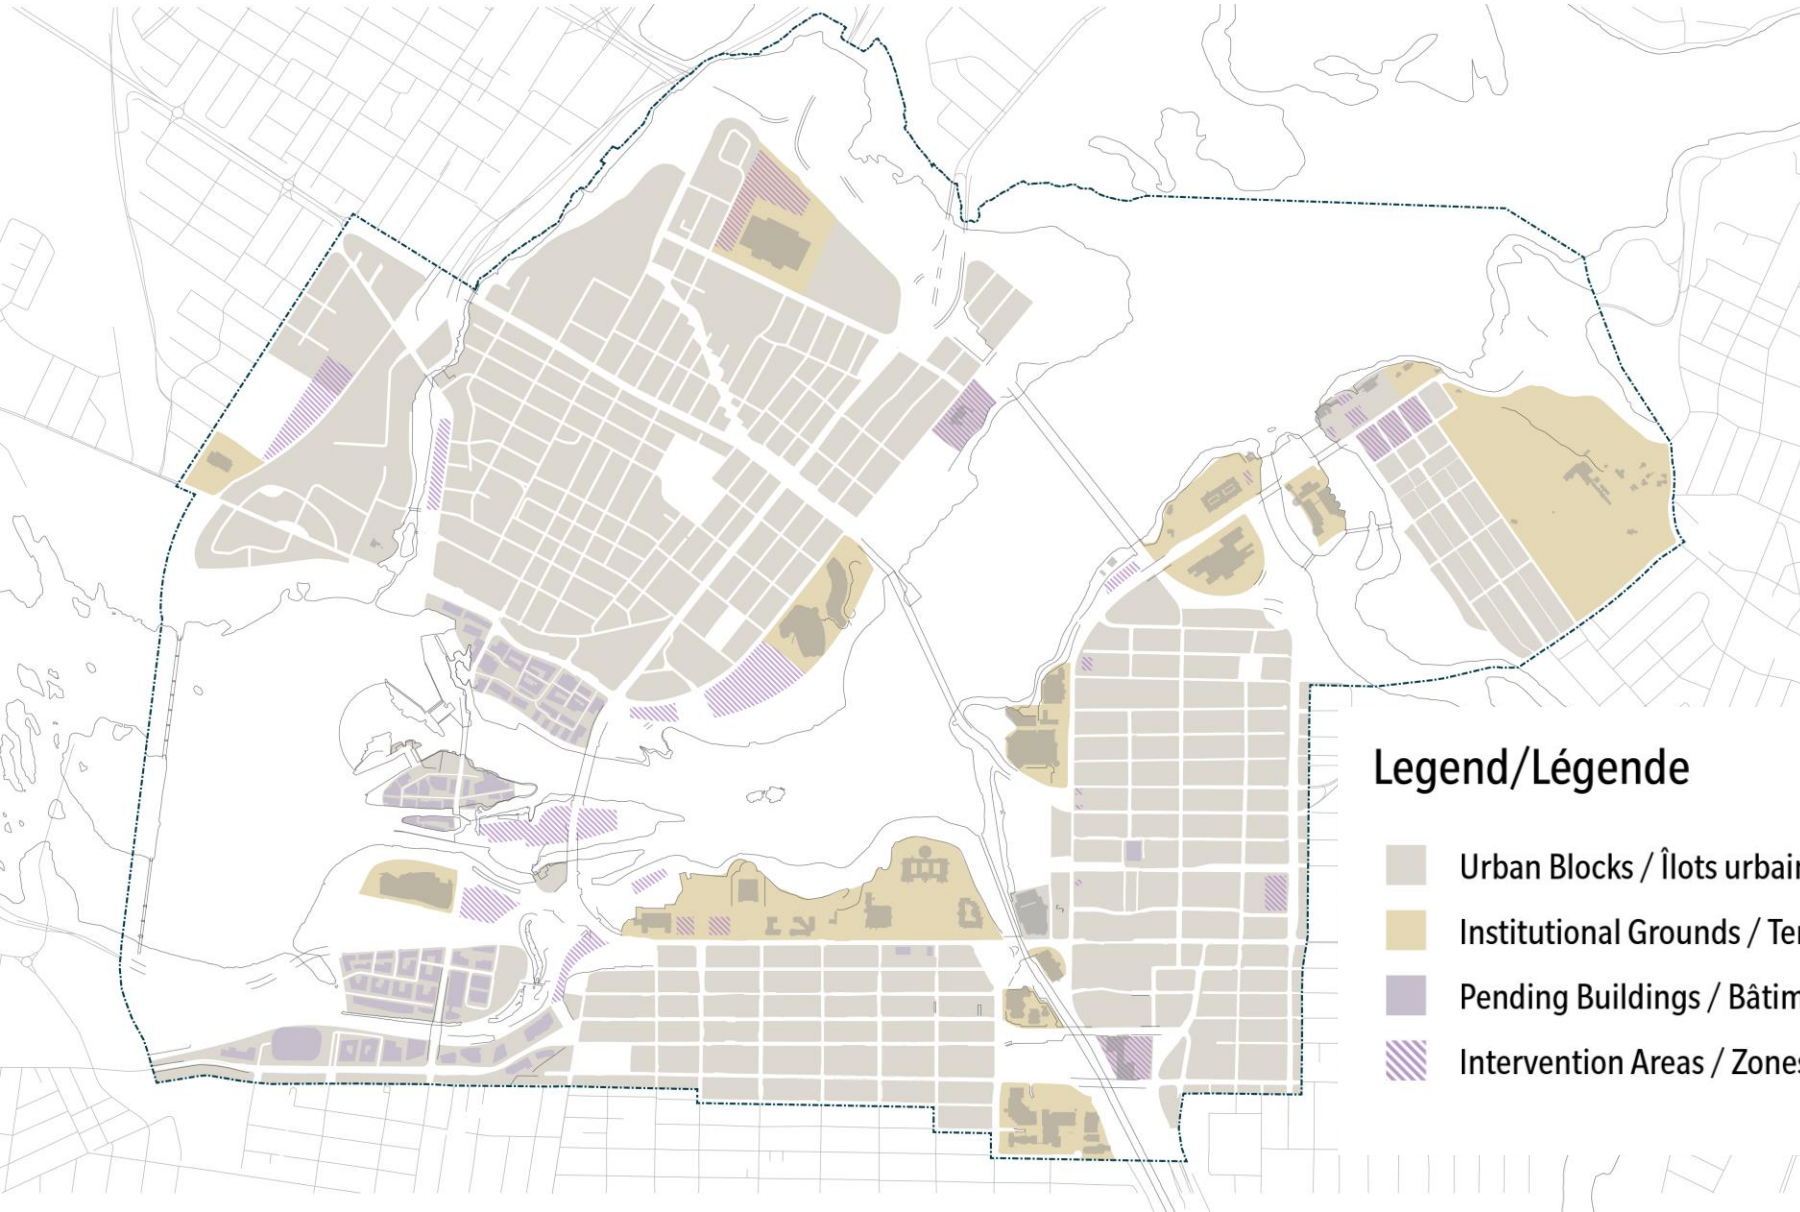 Legend/Légende
Urban Blocks / Îlots urbain
Institutional Grounds / Ter
Pending Buildings / Bâtim
Intervention Areas / Zones